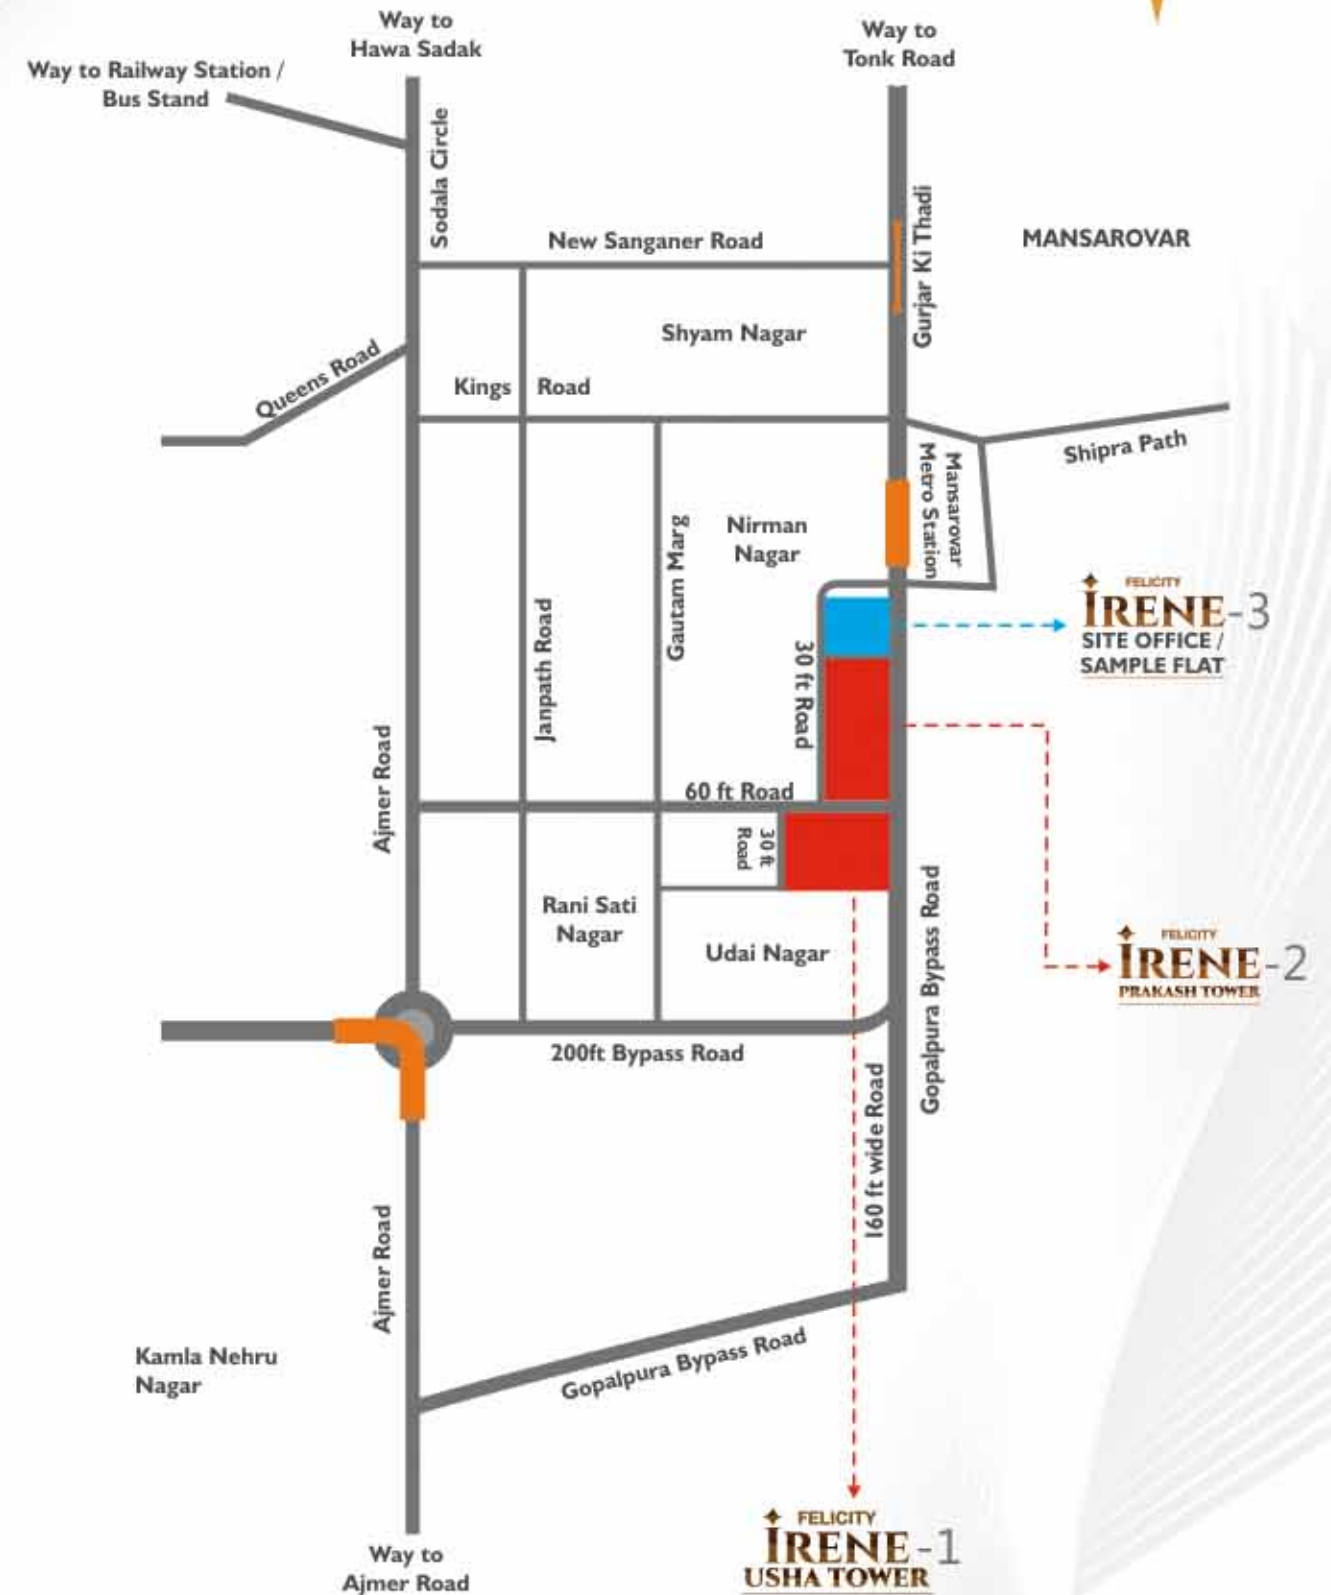 Way to
Hawa Sadak
Way to
Tonk Road
Way to Railway Station /
Bus Stand
Sodala Circle
New Sanganer Road
Gurjar Ki Thadi
MANSAROVAR
Shyam Nagar
Queens Road
Kings Road
Shipra Path
Mansarovar
Metro Station
Nirman
Nagar
Gautam Marg
Janpath Road
30 ft Road
FELICITY
IRENE-3
SITE OFFICE /
SAMPLE FLAT
Ajmer Road
60 ft Road
30 ft
Road
Rani Sati
Nagar
Udai Nagar
Gopalpura Bypass Road
FELICITY
IRENE-2
PRAKASH TOWER
200ft Bypass Road
160 ft wide Road
Ajmer Road
Kamla Nehru
Nagar
Gopalpura Bypass Road
FELICITY
IRENE-1
USHA TOWER
Way to
Ajmer Road